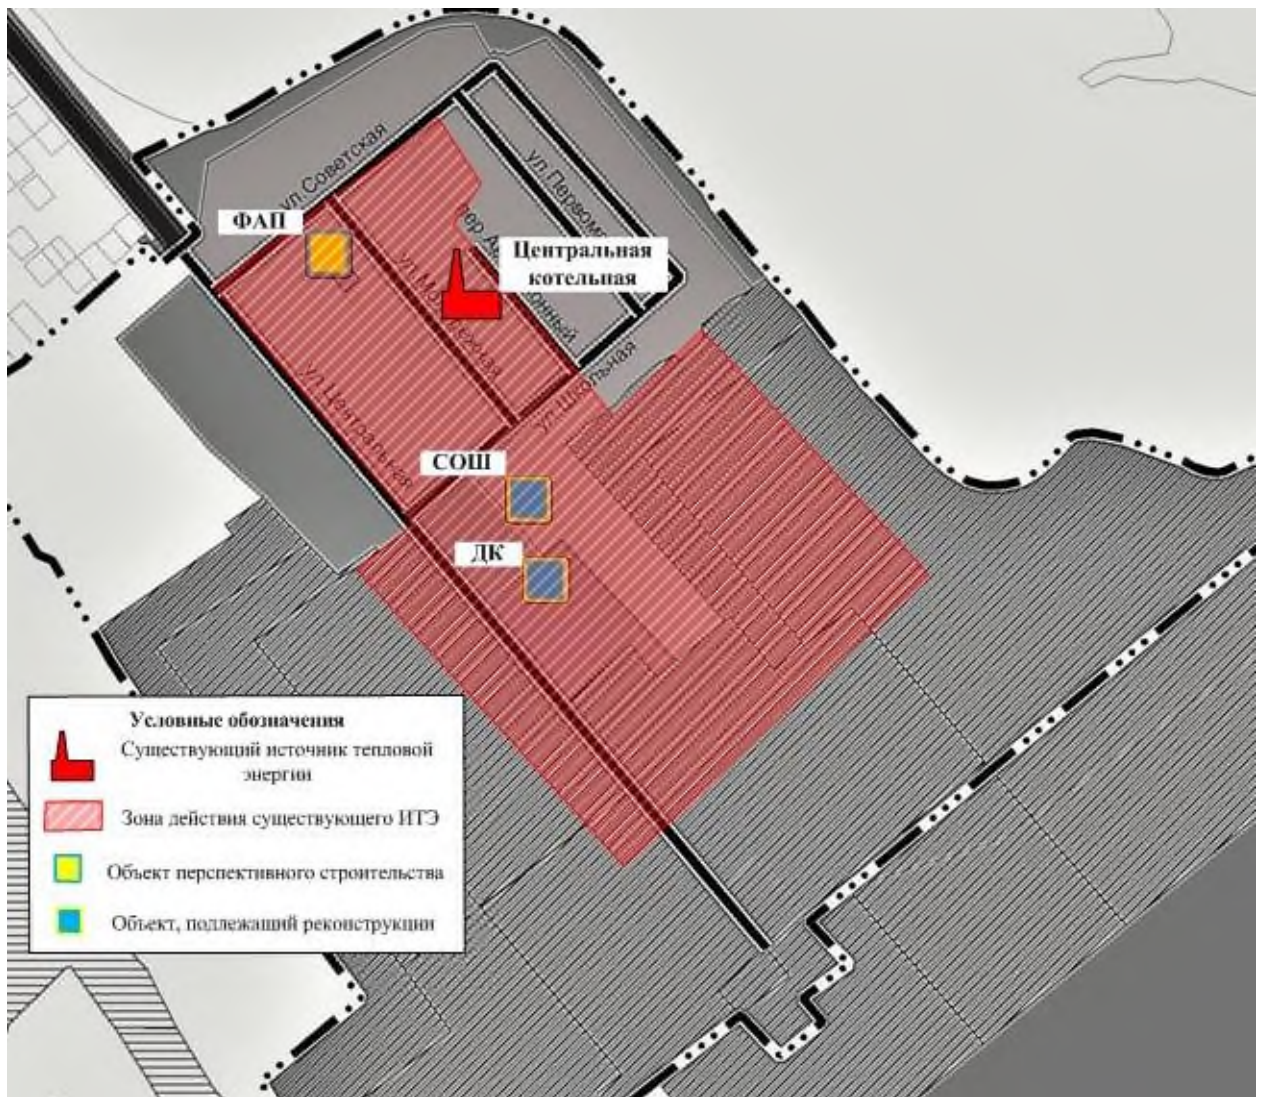 ул.Советская
ФАП
ул.Первом
Центральная
котельная
ул.Центральная
ул.Школьная
СОШ
ДК
Условные обозначения
Существующий источник тепловой
энергии
Зона действия существующего ИТЭ
Объект перспективного строительства
Объект, подлежащий реконструкции